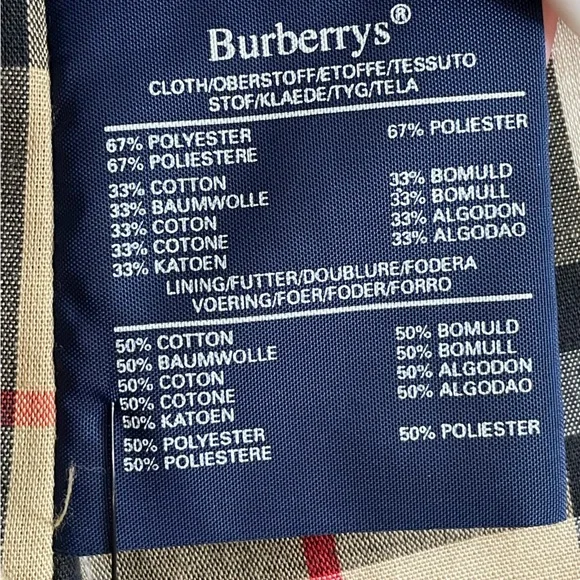 Burberrys®
CLOTH/OBERSTOFF/ETOFFE/TESSUTO
STOF/KLAEDE/TYG/TELA
67% POLYESTER 67% POLIESTER
67% POLIESTERE
33% COTTON 33% BOMULD
33% BAUMWOLLE 33% BOMULL
33% COTON 33% ALGODON
33% COTONE 33% ALGODAO
33% KATOEN
LINING/FUTTER/DOUBLURE/FODERA
VOERING/FOER/FODER/FORRO
50% COTTON 50% BOMULD
50% BAUMWOLLE 50% BOMULL
50% COTON 50% ALGODON
50% COTONE 50% ALGODAO
50% KATOEN
50% POLYESTER 50% POLIESTER
50% POLIESTERE